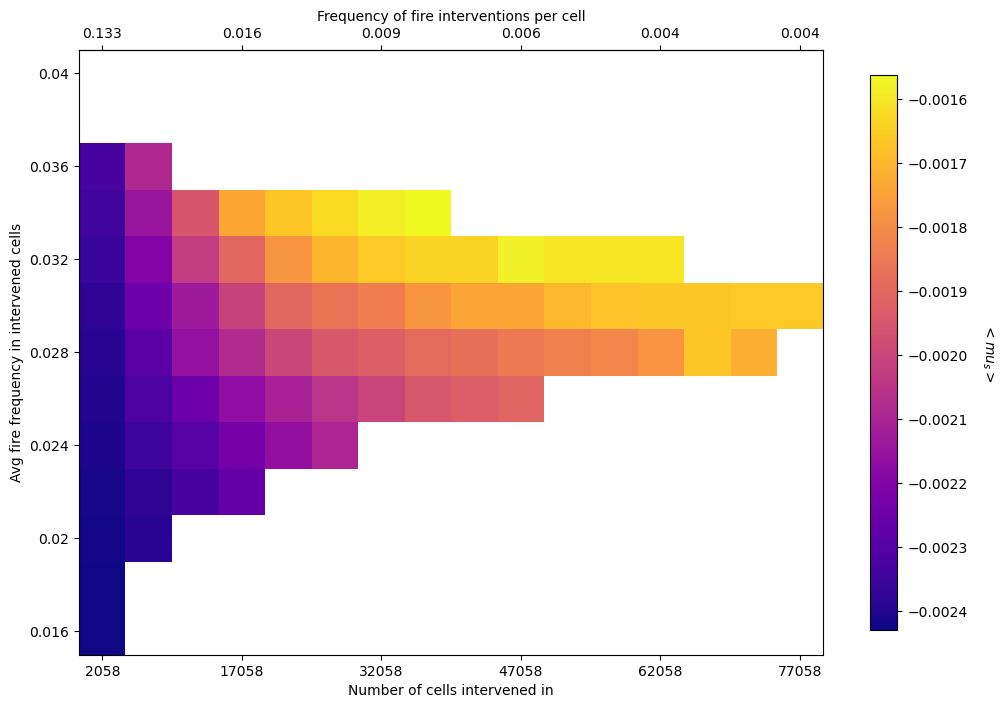 Frequency of fire interventions per cell
0.133 0.016 0.009 0.006 0.004 0.004
0.04
0.036
0.032
0.028
0.024
0.02
0.016
Avg fire frequency in intervened cells
2058 17058 32058 47058 62058 77058
Number of cells intervened in
−0.0016
−0.0017
−0.0018
−0.0019
−0.0020
−0.0021
−0.0022
−0.0023
−0.0024
< mu_s >